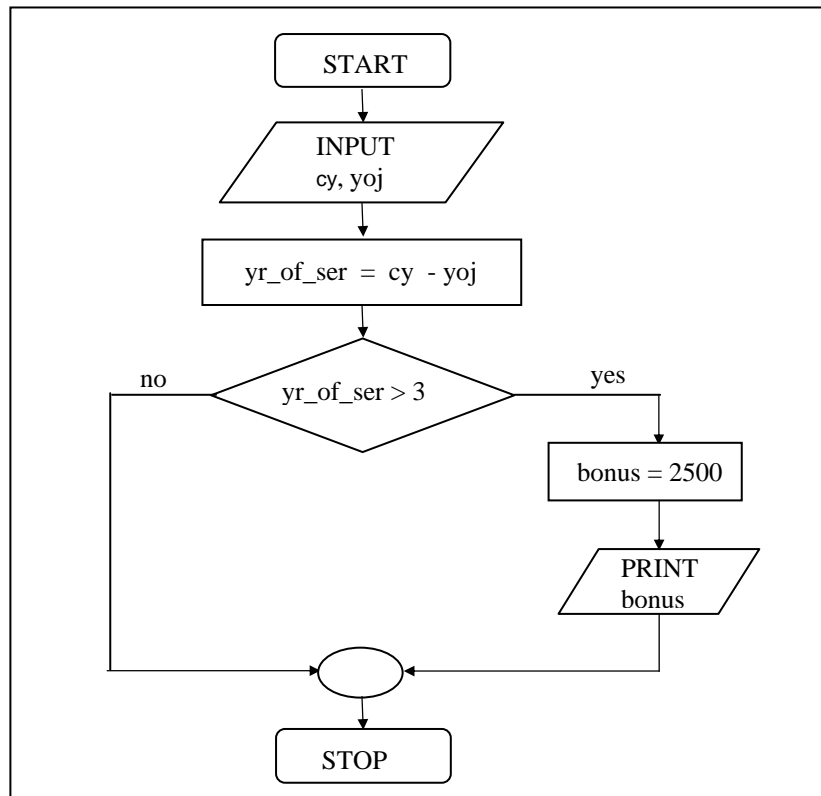 START
INPUT
cy, yoj
yr_of_ser = cy - yoj
no
yr_of_ser > 3
yes
bonus = 2500
PRINT
bonus
STOP